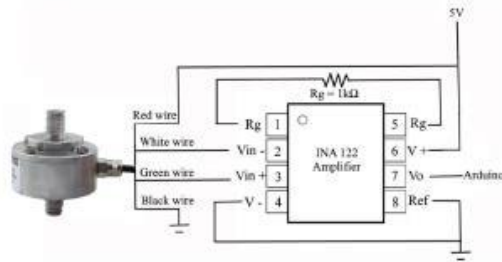 5V
Rg = 1kΩ
Red wire
Rg 1 5 Rg
White wire
Vin - 2 INA 122 6 V +
Amplifier
Green wire
Vin + 3 7 Vo Arduino
Black wire
V - 4 8 Ref